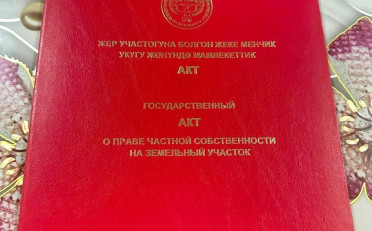 ЖЕР УЧАСТОГУНА БОЛГОН ЖЕКЕ МЕНЧИК
УКУГУ ЖӨНҮНДӨ МАМЛЕКЕТТИК
АКТ
ГОСУДАРСТВЕННЫЙ
АКТ
О ПРАВЕ ЧАСТНОЙ СОБСТВЕННОСТИ
НА ЗЕМЕЛЬНЫЙ УЧАСТОК